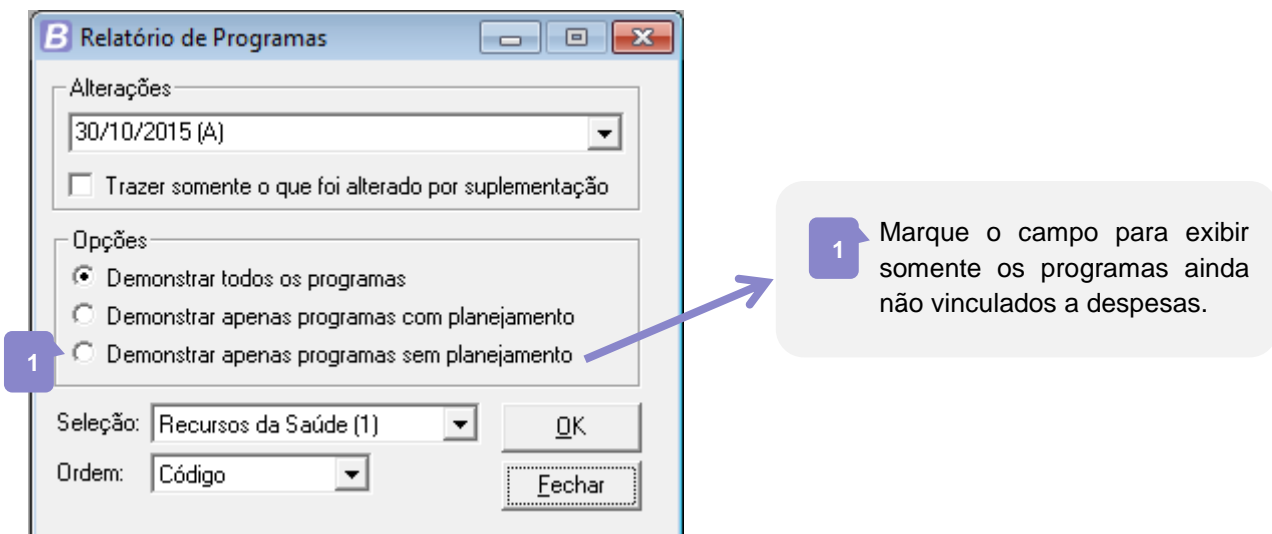 B Relatório de Programas
Alterações
30/10/2015 (A)
Trazer somente o que foi alterado por suplementação
Opções
Demonstrar todos os programas
Demonstrar apenas programas com planejamento
1 Demonstrar apenas programas sem planejamento
Seleção: Recursos da Saúde (1) OK
Ordem: Código Fechar
1 Marque o campo para exibir
somente os programas ainda
não vinculados a despesas.